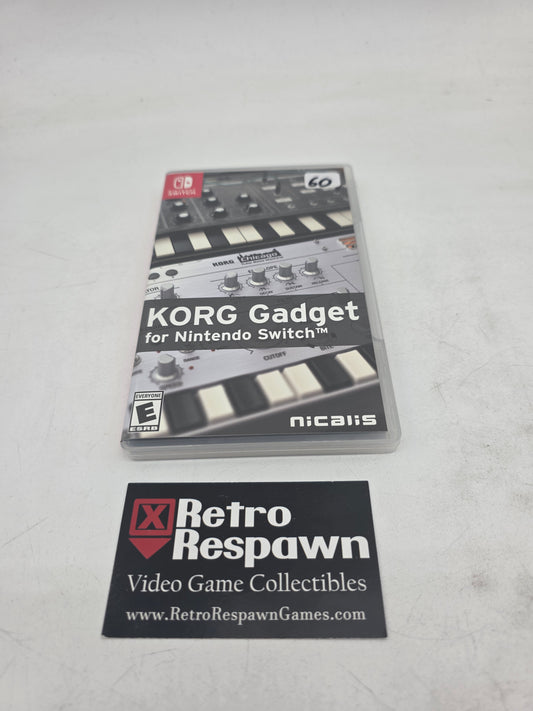 NINTENDO
SWITCH
60
KORG
Chicago
CUTOFF
KORG Gadget
for Nintendo Switch™
EVERYONE
E
ESRB
nicalis
X Retro
Respawn
Video Game Collectibles
www.RetroRespawnGames.com